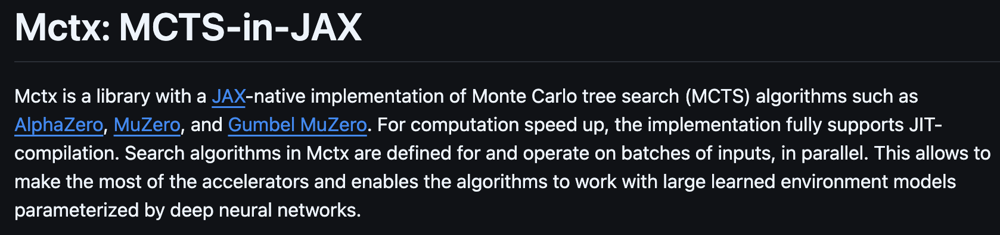 Mctx: MCTS-in-JAX
Mctx is a library with a JAX-native implementation of Monte Carlo tree search (MCTS) algorithms such as
AlphaZero, MuZero, and Gumbel MuZero. For computation speed up, the implementation fully supports JIT-
compilation. Search algorithms in Mctx are defined for and operate on batches of inputs, in parallel. This allows to
make the most of the accelerators and enables the algorithms to work with large learned environment models
parameterized by deep neural networks.